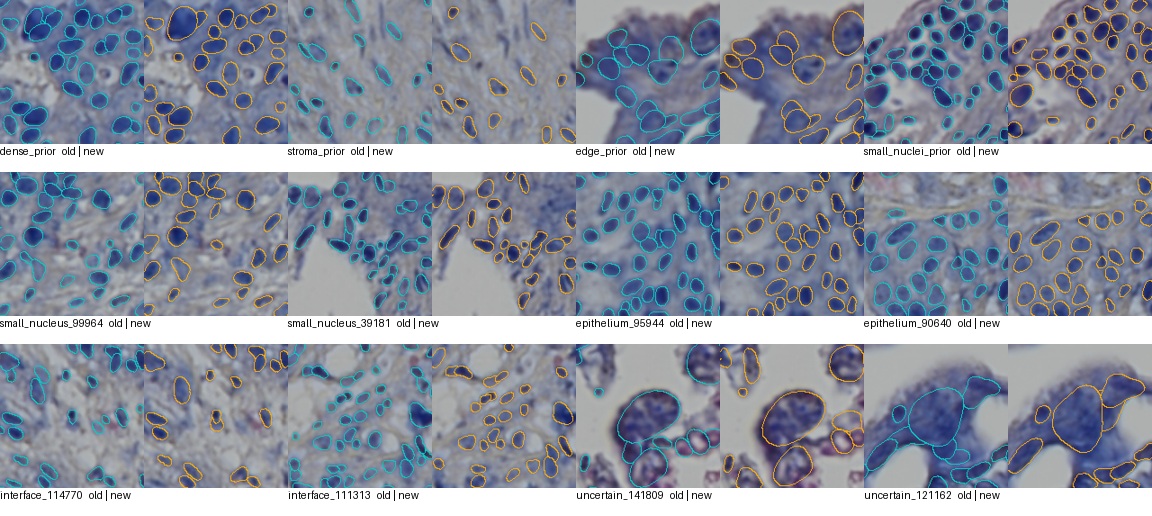 dense_prior old | new
stroma_prior old | new
edge_prior old | new
small_nuclei_prior old | new
small_nucleus_99964 old | new
small_nucleus_39181 old | new
epithelium_95944 old | new
epithelium_90640 old | new
interface_114770 old | new
interface_111313 old | new
uncertain_141809 old | new
uncertain_121162 old | new